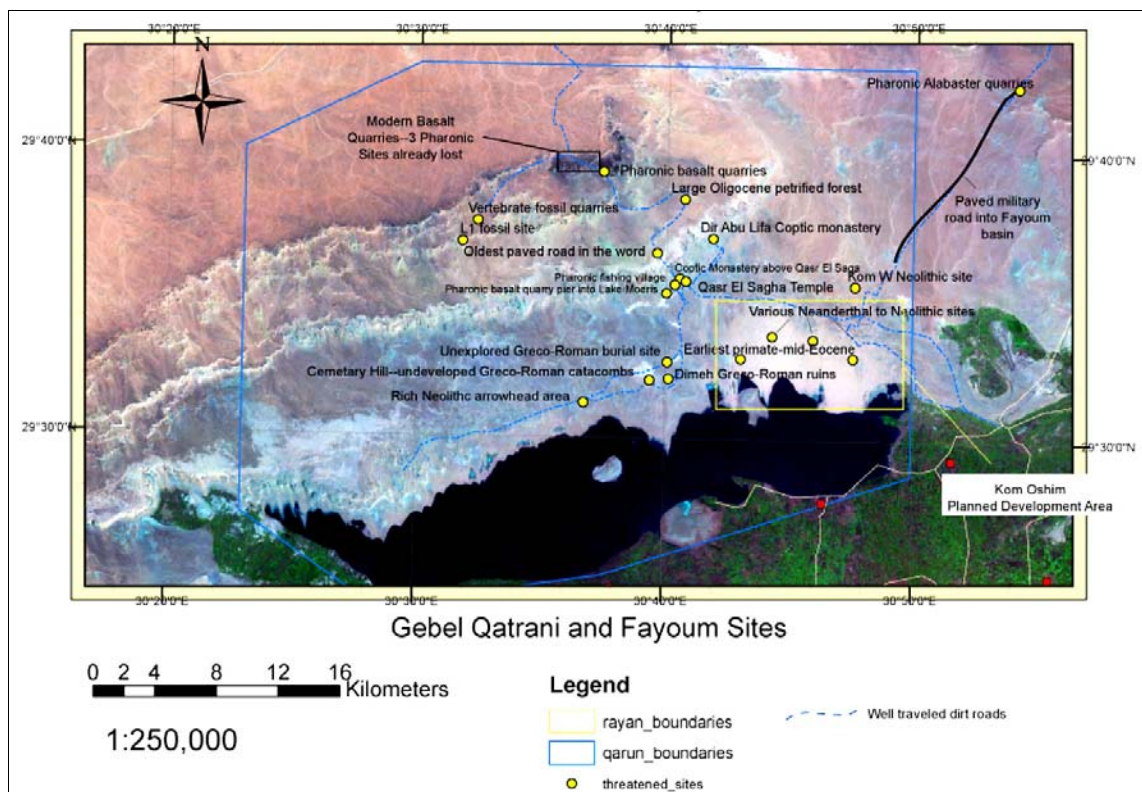 30°20'0"E
30°30'0"E
30°40'0"E
30°50'0"E
N
Pharonic Alabaster quarries
29°40'0"N
29°40'0"N
Modern Basalt
Quarries--3 Pharonic
Sites already lost
Pharonic basalt quarries
Large Oligocene petrified forest
Paved military
road into Fayoum
basin
Vertebrate fossil quarries
L1 fossil site
Dir Abu Lifa Coptic monastery
Oldest paved road in the word
Coptic Monastery above Qasr El Saga
Pharonic fishing village
Kom W Neolithic site
Pharonic basalt quarry pier into Lake Moeris
Qasr El Sagha Temple
Various Neanderthal to Neolithic sites
Unexplored Greco-Roman burial site
Earliest primate-mid-Eocene
Cemetary Hill--undeveloped Greco-Roman catacombs
Dimeh Greco-Roman ruins
Rich Neolithc arrowhead area
29°30'0"N
29°30'0"N
Kom Oshim
Planned Development Area
30°20'0"E
30°30'0"E
30°40'0"E
30°50'0"E
Gebel Qatrani and Fayoum Sites
0 2 4 8 12 16
Kilometers
1:250,000
Legend
rayan_boundaries
qarun_boundaries
threatened_sites
Well traveled dirt roads